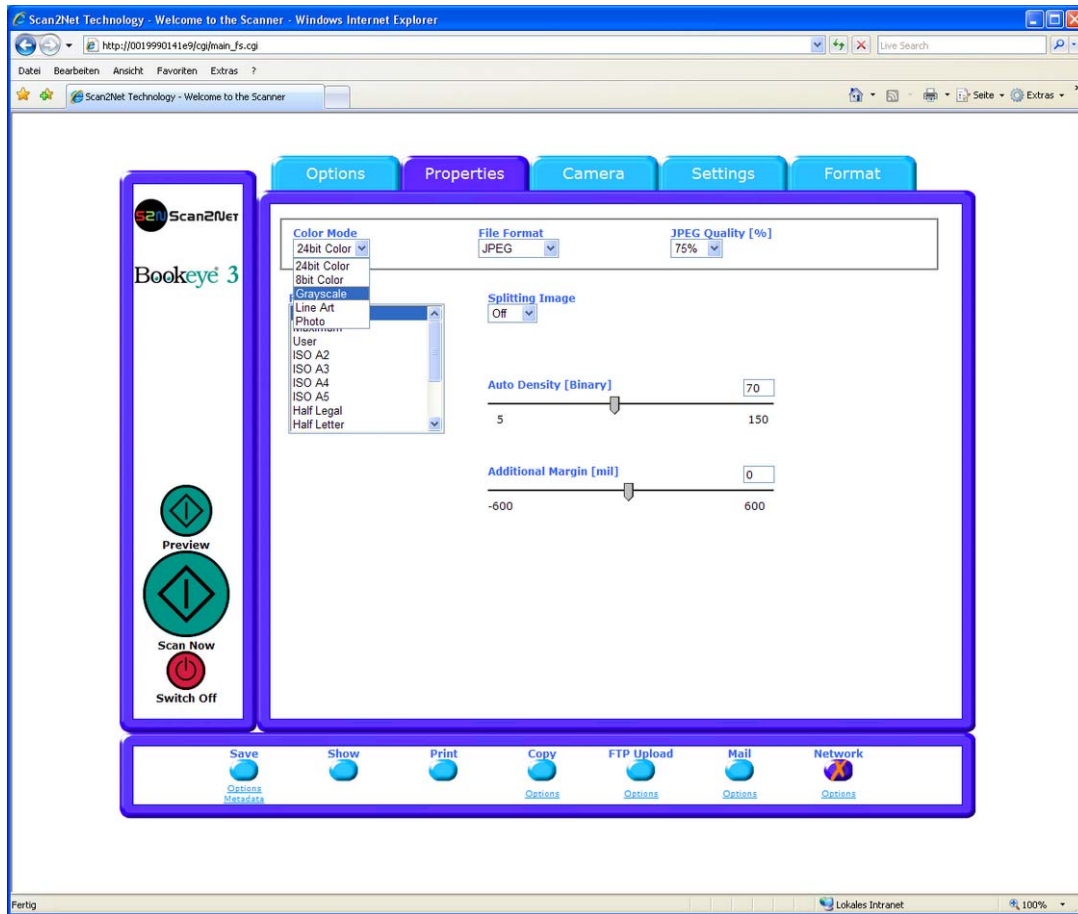 Scan2Net Technology - Welcome to the Scanner - Windows Internet Explorer
http://0019990141e9/cgi/main_fs.cgi
Live Search
Datei Bearbeiten Ansicht Favoriten Extras ?
Scan2Net Technology - Welcome to the Scanner
Seite
Extras
Options Properties Camera Settings Format
S2N Scan2Net
Bookeye 3
Color Mode
24bit Color
24bit Color
8bit Color
Grayscale
Line Art
Photo
File Format
JPEG
JPEG Quality [%]
75%
Maximum
User
ISO A2
ISO A3
ISO A4
ISO A5
Half Legal
Half Letter
Splitting Image
Off
Auto Density [Binary]
70
5 150
Additional Margin [mil]
0
-600 600
Preview
Scan Now
Switch Off
Save Show Print Copy FTP Upload Mail Network
X
Options Options Options Options Options
Metadata
Fertig
Lokales Intranet
100%